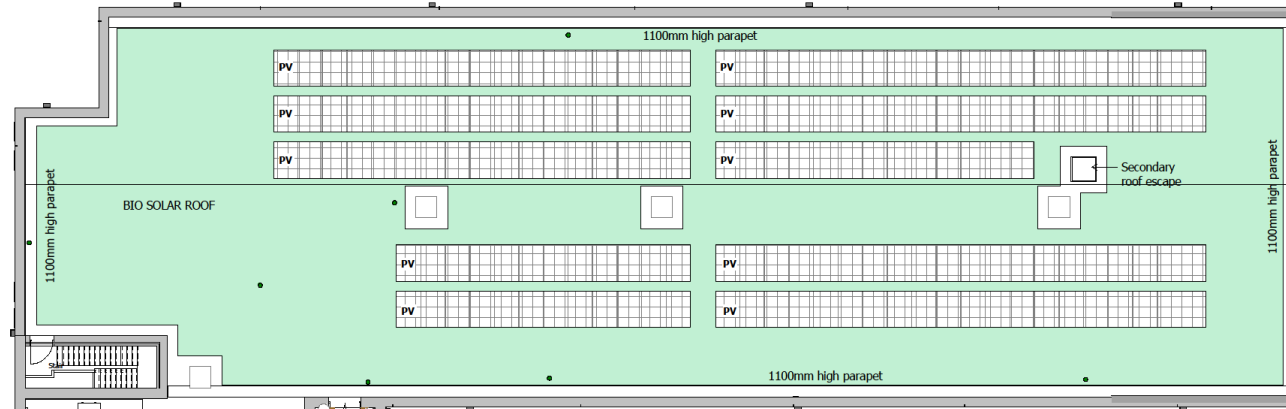 1100mm high parapet
PV
PV
PV
PV
PV
PV
Secondary
roof escape
1100mm high parapet
1100mm high parapet
BIO SOLAR ROOF
PV
PV
PV
PV
Stair
1100mm high parapet